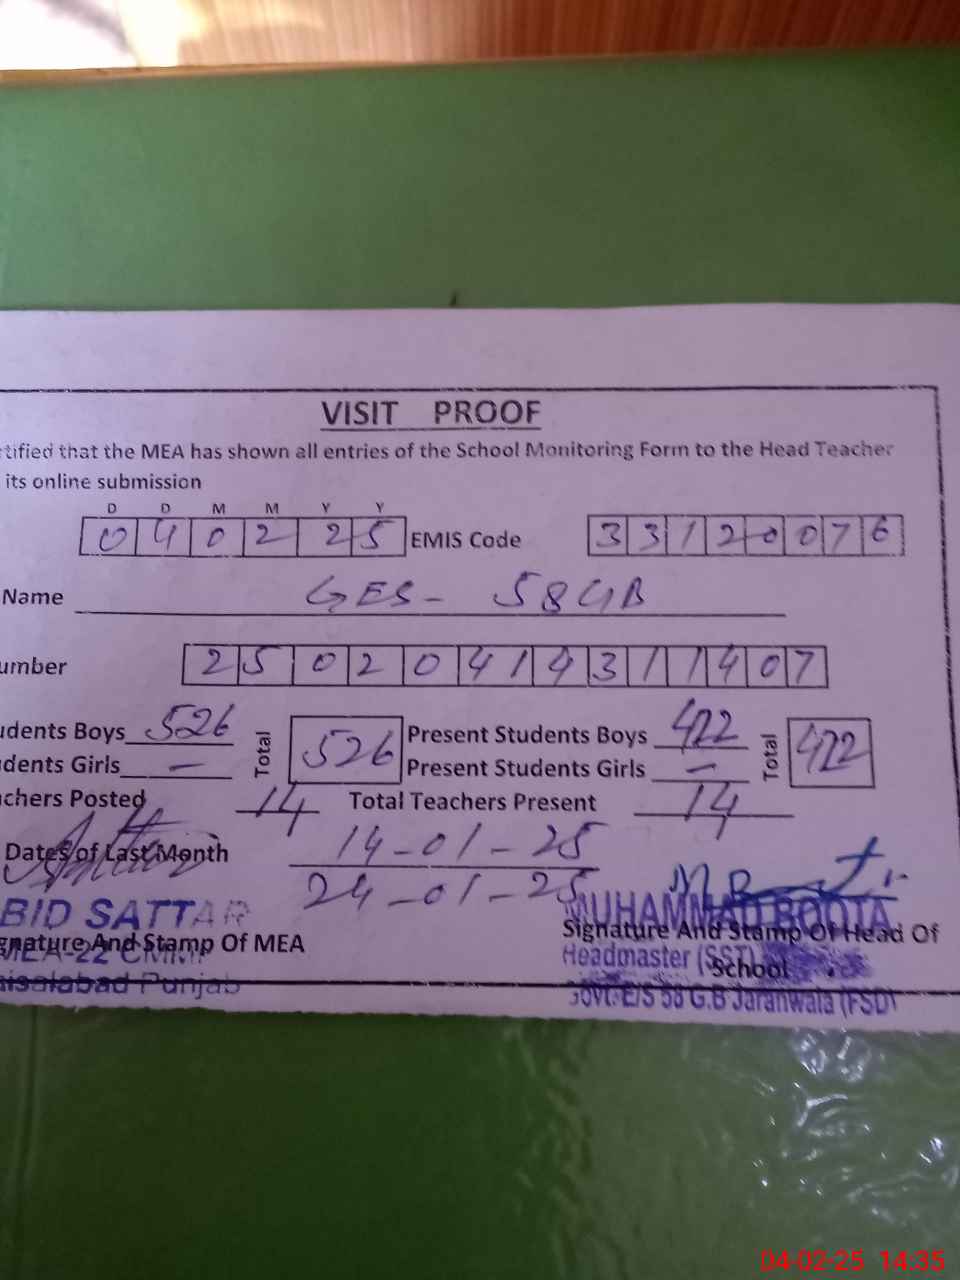 VISIT PROOF
tified that the MEA has shown all entries of the School Monitoring Form to the Head Teacher
its online submission
D D M M Y Y
0 4 0 2 2 5 EMIS Code 3 3 1 2 0 0 7 6
Name GES- 58GB
umber 2 5 0 2 0 4 1 4 3 1 1 4 0 7
udents Boys 526 Total 526 Present Students Boys 422 Total 422
dents Girls — Present Students Girls —
achers Posted 14 Total Teachers Present 14
Dates of Last Month 14-01-25
24-01-25
BID SATTAR
MUHAMMAD BOOTA
gnature And Stamp Of MEA
Signature And Stamp Of Head Of
School
MEA-22
Headmaster (SST)
aisalabad Punjab
Govt. E/S 58 G.B Jaranwala (FSD)
04-02-25 14:35